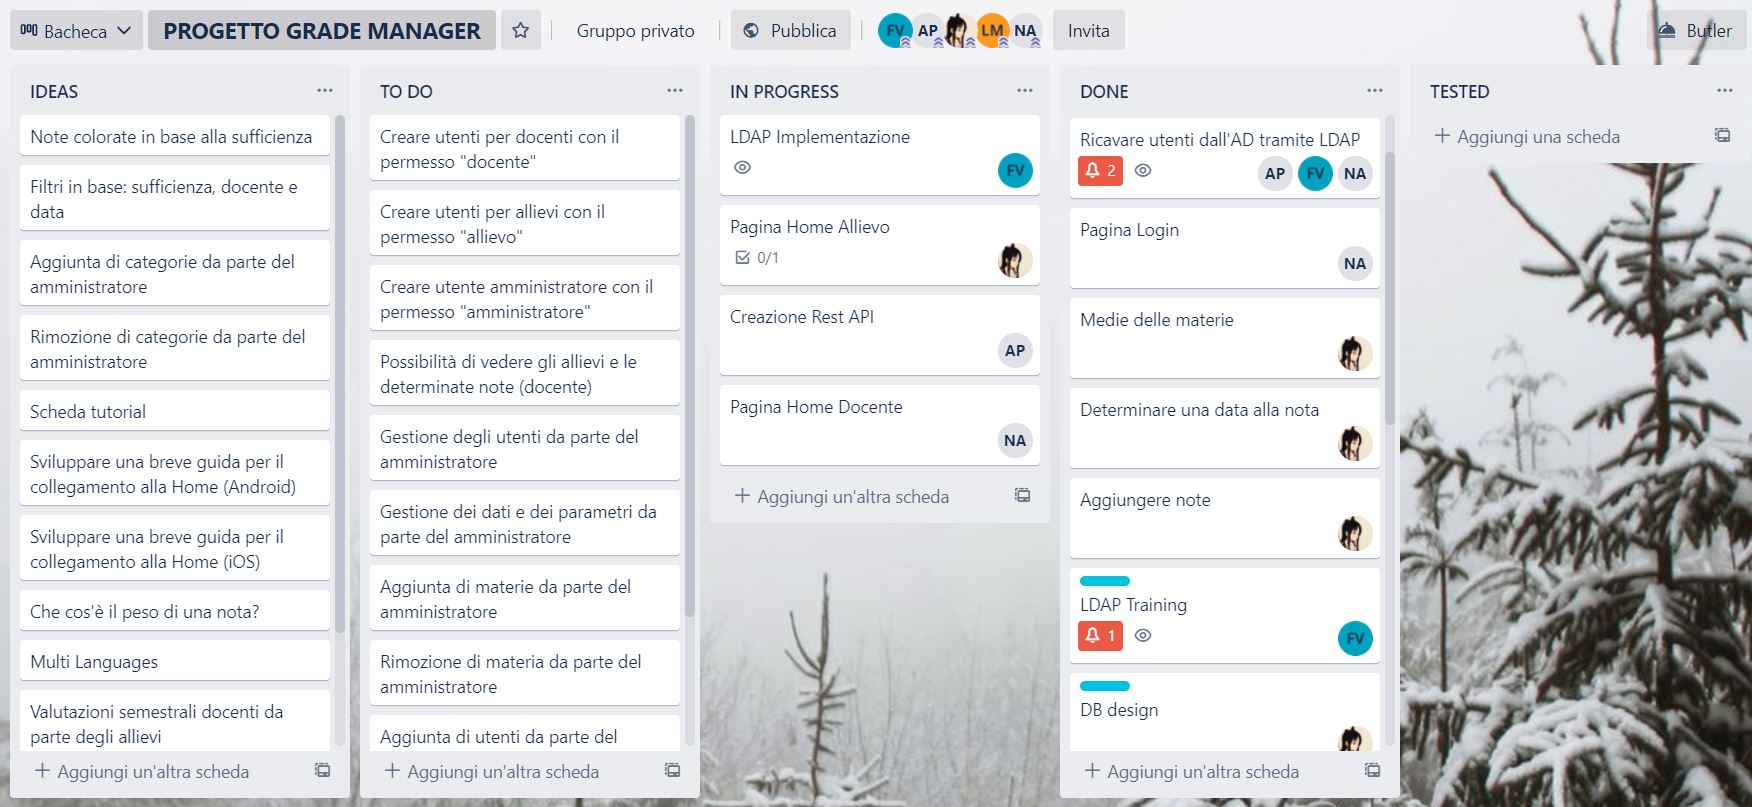 Bacheca
PROGETTO GRADE MANAGER
Gruppo privato
Pubblica
FV
AP
LM
NA
Invita
Butler
IDEAS
Note colorate in base alla sufficienza
Filtri in base: sufficienza, docente e
data
Aggiunta di categorie da parte del
amministratore
Rimozione di categorie da parte del
amministratore
Scheda tutorial
Sviluppare una breve guida per il
collegamento alla Home (Android)
Sviluppare una breve guida per il
collegamento alla Home (iOS)
Che cos'è il peso di una nota?
Multi Languages
Valutazioni semestrali docenti da
parte degli allievi
+ Aggiungi un'altra scheda
TO DO
Creare utenti per docenti con il
permesso "docente"
Creare utenti per allievi con il
permesso "allievo"
Creare utente amministratore con il
permesso "amministratore"
Possibilità di vedere gli allievi e le
determinate note (docente)
Gestione degli utenti da parte del
amministratore
Gestione dei dati e dei parametri da
parte del amministratore
Aggiunta di materie da parte del
amministratore
Rimozione di materia da parte del
amministratore
Aggiunta di utenti da parte del
+ Aggiungi un'altra scheda
IN PROGRESS
LDAP Implementazione
FV
Pagina Home Allievo
0/1
Creazione Rest API
AP
Pagina Home Docente
NA
+ Aggiungi un'altra scheda
DONE
Ricavare utenti dall'AD tramite LDAP
2
AP
FV
NA
Pagina Login
NA
Medie delle materie
Determinare una data alla nota
Aggiungere note
LDAP Training
1
FV
DB design
+ Aggiungi un'altra scheda
TESTED
+ Aggiungi una scheda